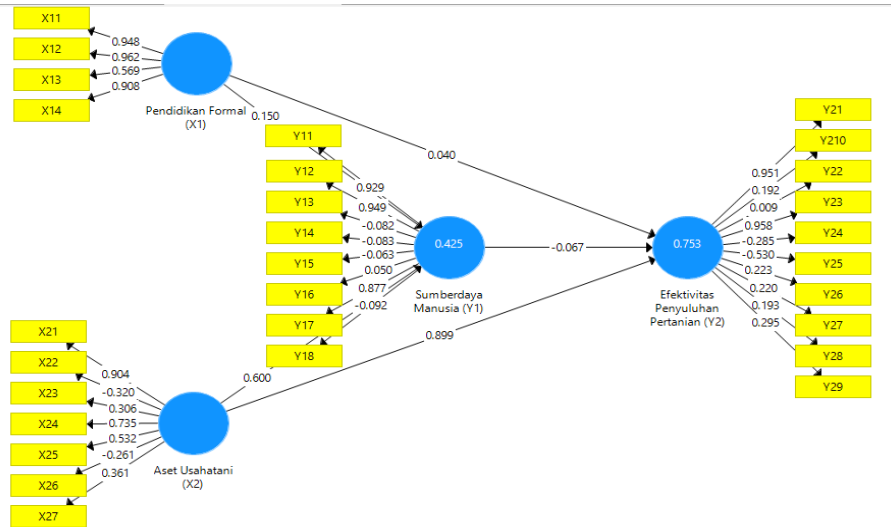 X11
X12
X13
X14
0.948
0.962
0.569
0.908
Pendidikan Formal
(X1)
0.150
0.040
Y11
Y12
Y13
Y14
Y15
Y16
Y17
Y18
0.929
0.949
-0.082
-0.083
-0.063
0.050
0.877
-0.092
0.425
Sumberdaya
Manusia (Y1)
-0.067
0.753
Efektivitas
Penyuluhan
Pertanian (Y2)
0.951
0.192
0.009
0.958
-0.285
-0.530
0.223
0.220
0.193
0.295
Y21
Y210
Y22
Y23
Y24
Y25
Y26
Y27
Y28
Y29
0.899
0.600
X21
X22
X23
X24
X25
X26
X27
0.904
-0.320
0.306
0.735
0.532
-0.261
0.361
Aset Usahatani
(X2)